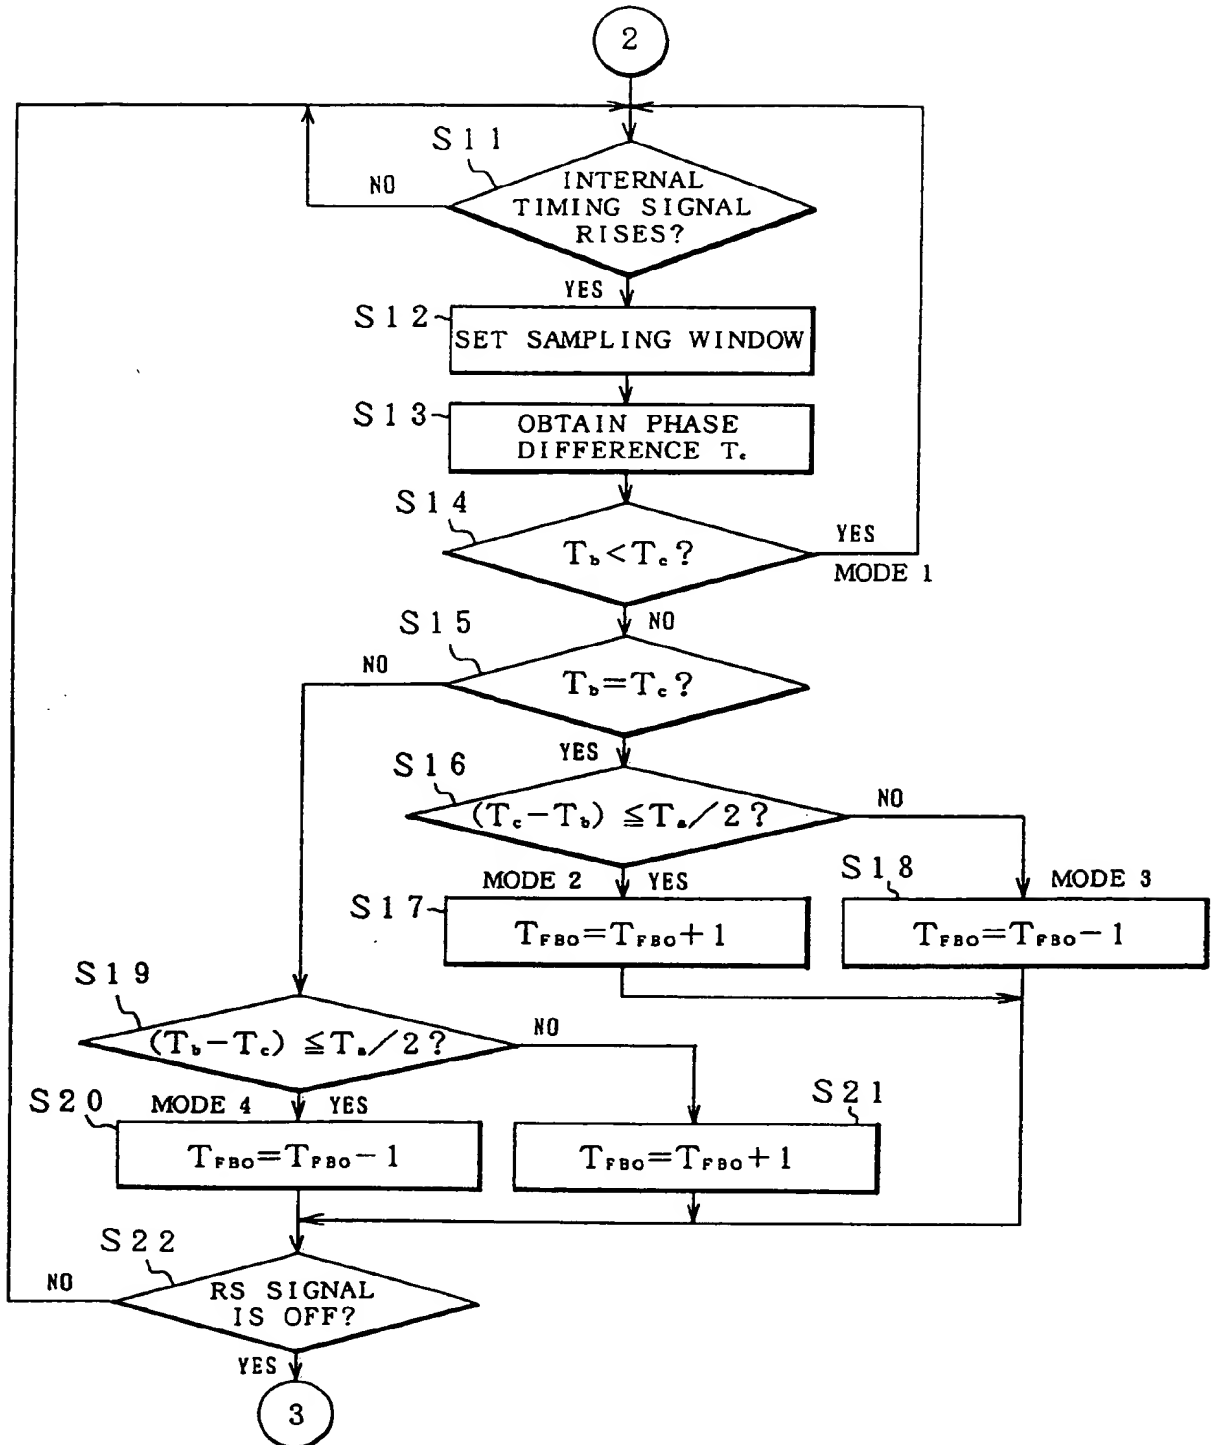 2
S11
NO
INTERNAL
TIMING SIGNAL
RISES?
YES
S12
SET SAMPLING WINDOW
S13
OBTAIN PHASE
DIFFERENCE Tc
S14
Tb<Tc?
YES
MODE 1
NO
S15
NO
Tb=Tc?
YES
S16
(Tc-Tb) ≦Ta/2?
NO
MODE 2
YES
S18
MODE 3
S17
TFBO=TFBO+1
TFBO=TFBO-1
S19
(Tb-Tc) ≦Ta/2?
NO
S20
MODE 4
YES
S21
TFBO=TFBO-1
TFBO=TFBO+1
S22
NO
RS SIGNAL
IS OFF?
YES
3